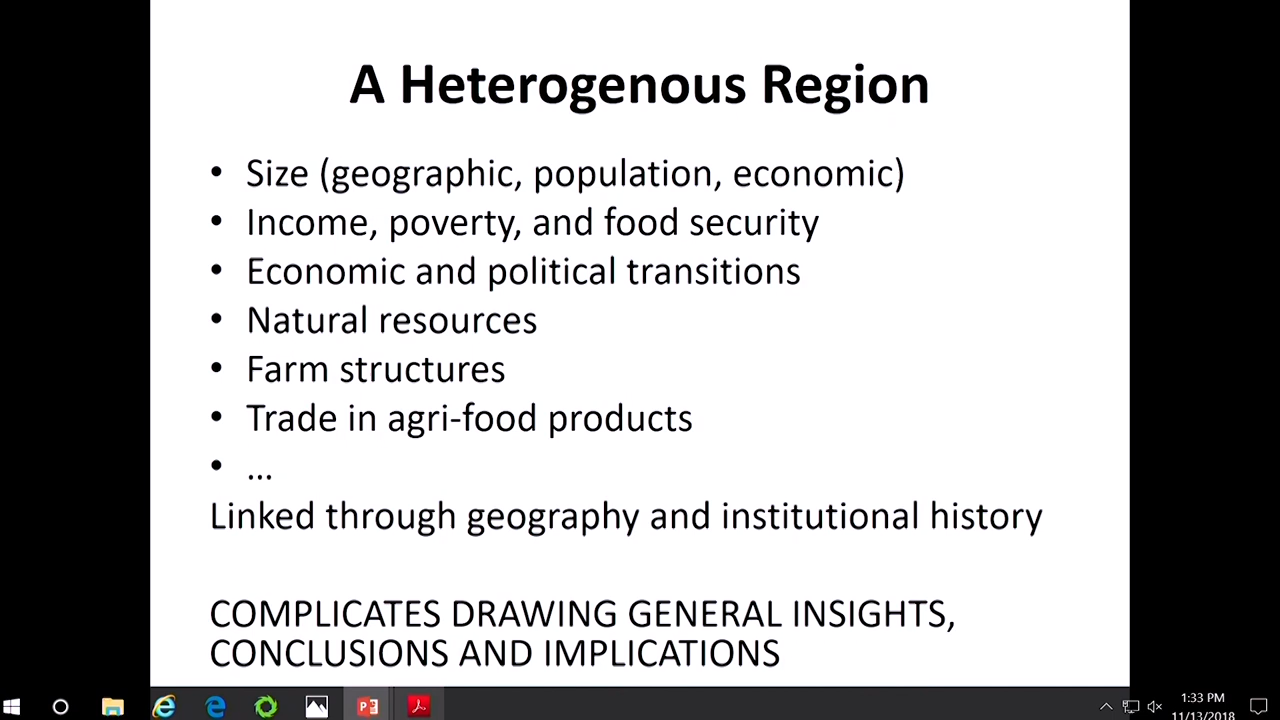 A Heterogenous Region
• Size (geographic, population, economic)
• Income, poverty, and food security
• Economic and political transitions
• Natural resources
• Farm structures
• Trade in agri-food products
• ...
Linked through geography and institutional history
COMPLICATES DRAWING GENERAL INSIGHTS,
CONCLUSIONS AND IMPLICATIONS
1:33 PM
11/13/2018